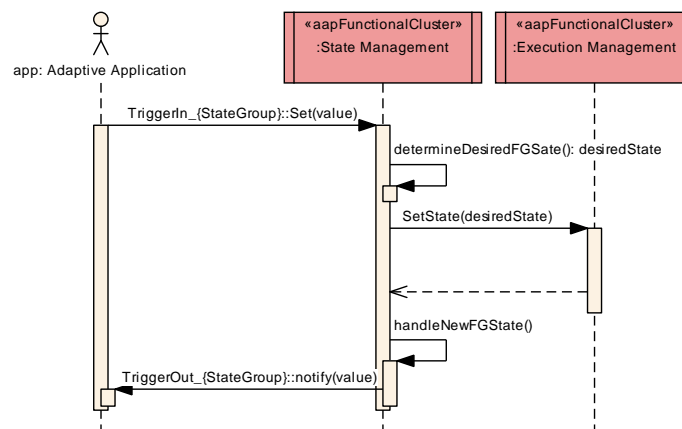 «aapFunctionalCluster»
:State Management
«aapFunctionalCluster»
:Execution Management
app: Adaptive Application
TriggerIn_{StateGroup}::Set(value)
determineDesiredFGSate(): desiredState
SetState(desiredState)
handleNewFGState()
TriggerOut_{StateGroup}::notify(value)